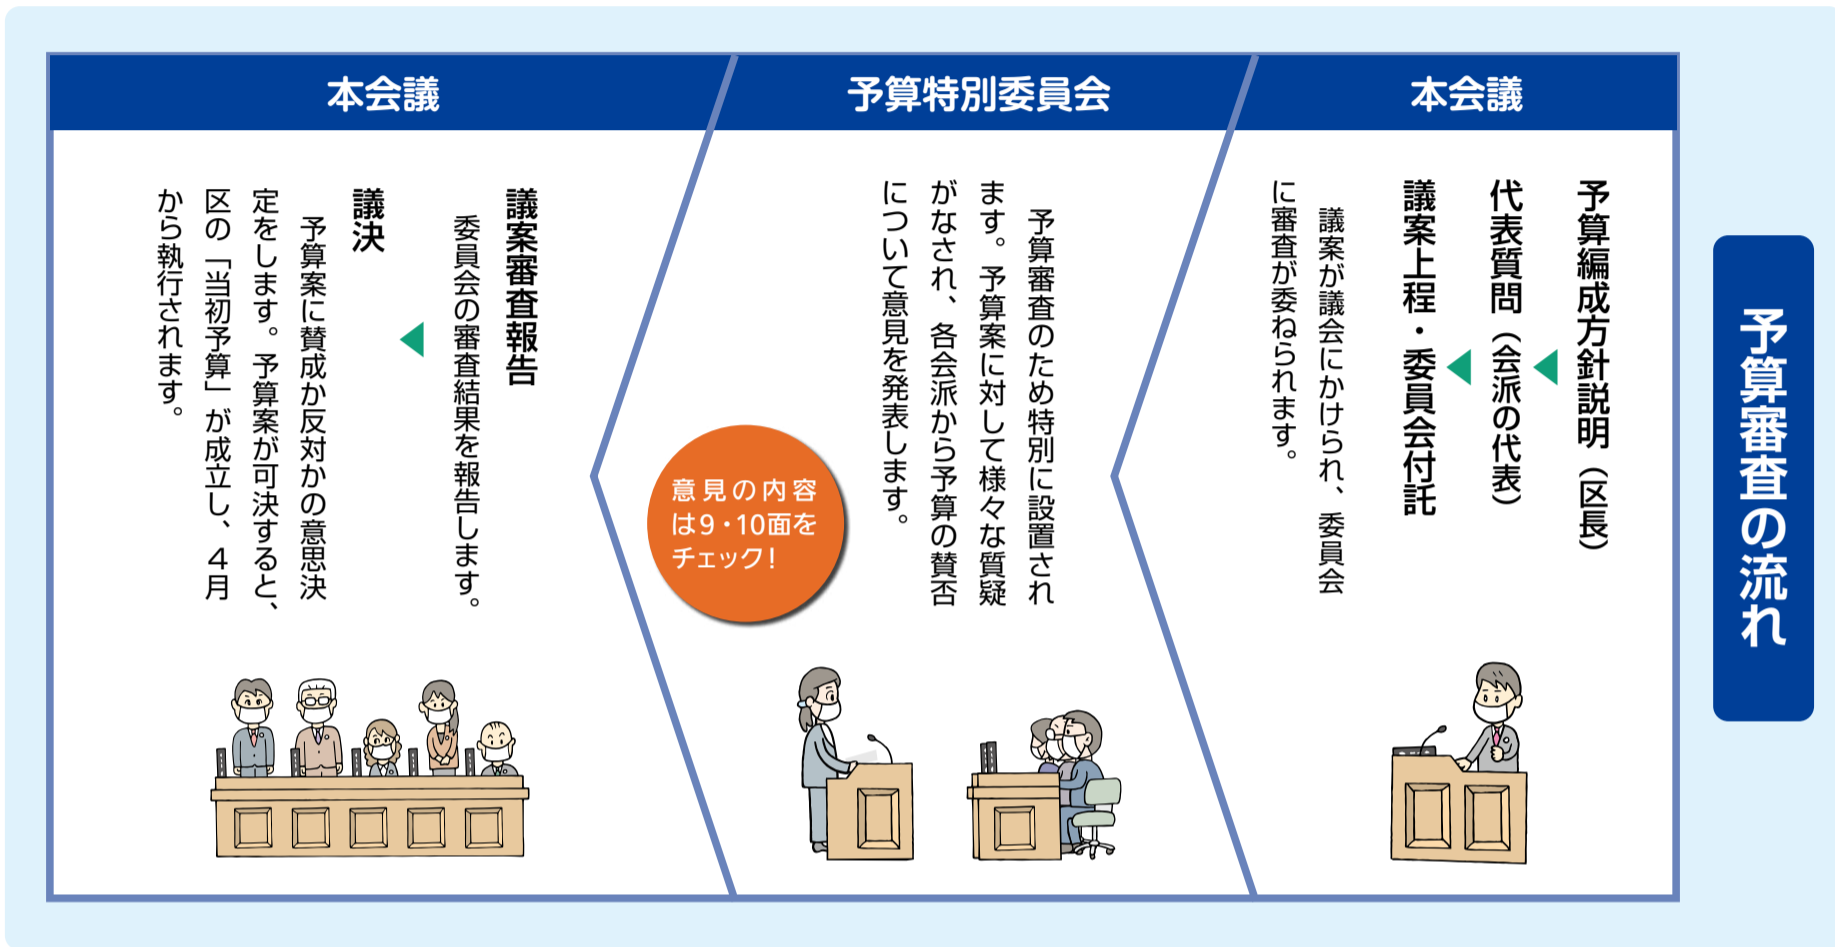 予算審査の流れ
本会議
予算編成方針説明（区長）
代表質問（会派の代表）
議案上程・委員会付託
議案が議会にかけられ、委員会
に審査が委ねられます。
予算特別委員会
予算審査のため特別に設置され
ます。予算案に対して様々な質疑
がなされ、各会派から予算の賛否
について意見を発表します。
意見の内容
は9・10面を
チェック！
本会議
議案審査報告
委員会の審査結果を報告します。
議決
予算案に賛成か反対かの意思決
定をします。予算案が可決すると、
区の「当初予算」が成立し、４月
から執行されます。